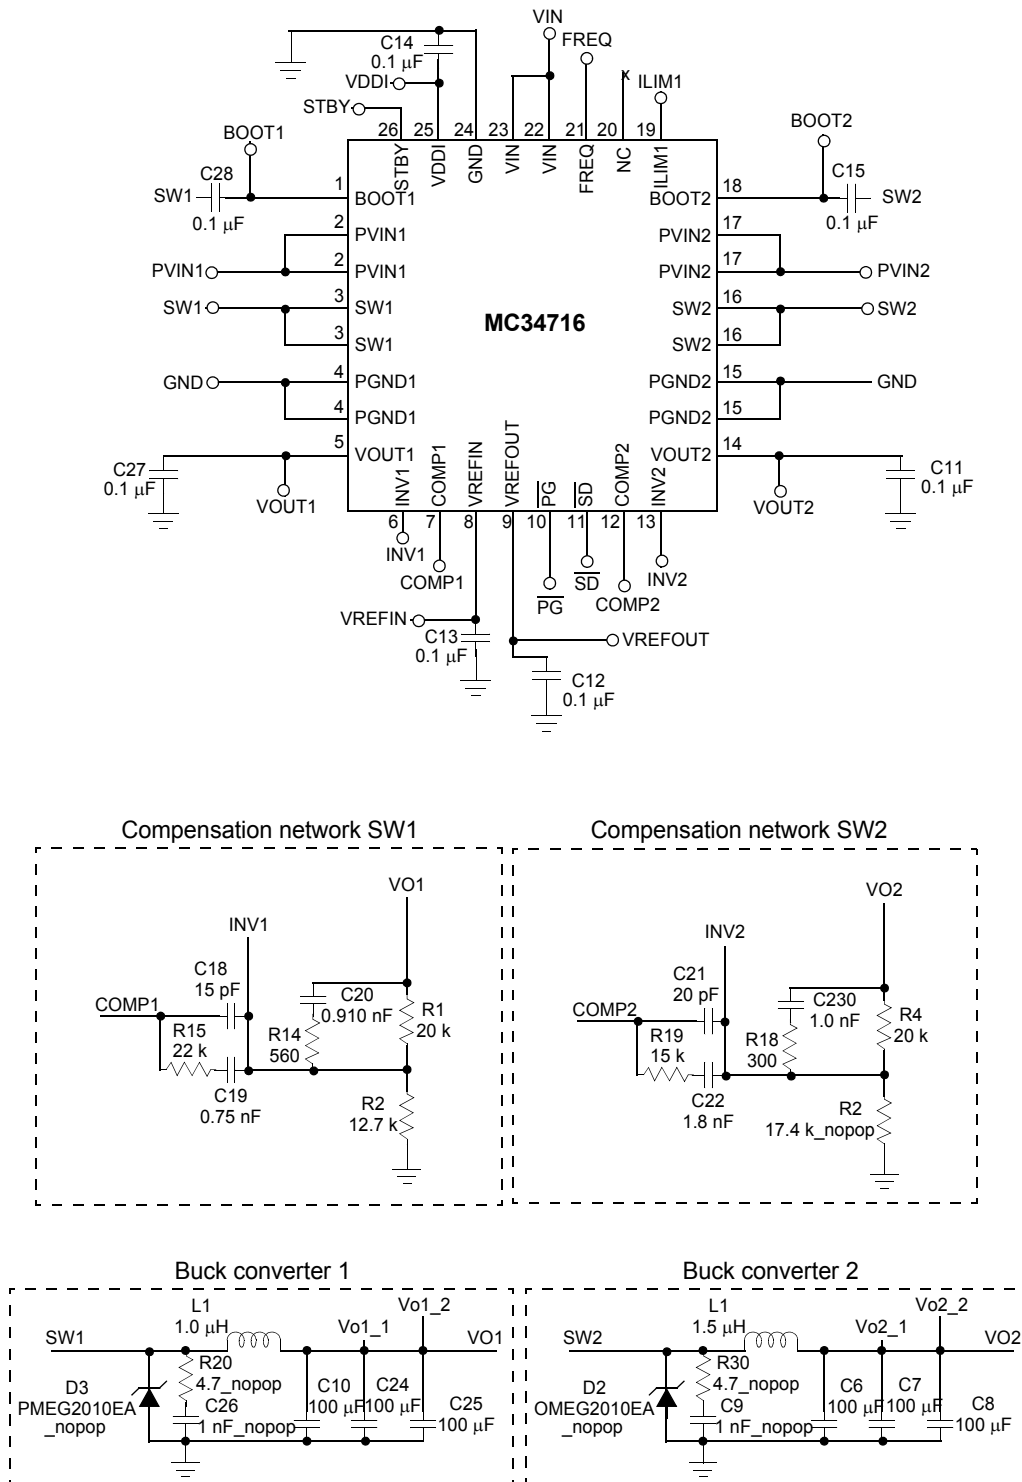 VIN
FREQ
C14
0.1 µF
VDDI
ILIM1
STBY
26 25 24 23 22 21 20 19
BOOT1
BOOT2
STBY
VDDI
GND
VIN
VIN
FREQ
NC
ILIM1
x
C28
SW1
0.1 µF
1
BOOT1
BOOT2
18
C15
SW2
0.1 µF
2
PVIN1
PVIN2
17
PVIN1
2
PVIN1
PVIN2
17
PVIN2
SW1
3
SW1
SW2
16
SW2
3
SW1
SW2
16
MC34716
GND
4
PGND1
PGND2
15
GND
4
PGND1
PGND2
15
5
VOUT1
VOUT2
14
C27
0.1 µF
VOUT1
INV1
COMP1
VREFIN
VREFOUT
PG
SD
COMP2
INV2
VOUT2
C11
0.1 µF
6 7 8 9 10 11 12 13
INV1
COMP1
PG
SD
COMP2
INV2
VREFIN
C13
0.1 µF
VREFOUT
C12
0.1 µF
Compensation network SW1
VO1
INV1
C18
15 pF
COMP1
C20
0.910 nF
R1
20 k
R15
22 k
R14
560
C19
0.75 nF
R2
12.7 k
Compensation network SW2
VO2
INV2
C21
20 pF
COMP2
C230
1.0 nF
R4
20 k
R19
15 k
R18
300
C22
1.8 nF
R2
17.4 k_nopop
Buck converter 1
L1
1.0 µH
Vo1_2
SW1
Vo1_1
VO1
R20
4.7_nopop
D3
PMEG2010EA
_nopop
C26
1 nF_nopop
C10
100 µF
C24
100 µF
C25
100 µF
Buck converter 2
L1
1.5 µH
Vo2_2
SW2
Vo2_1
VO2
R30
4.7_nopop
D2
OMEG2010EA
_nopop
C9
1 nF_nopop
C6
100 µF
C7
100 µF
C8
100 µF